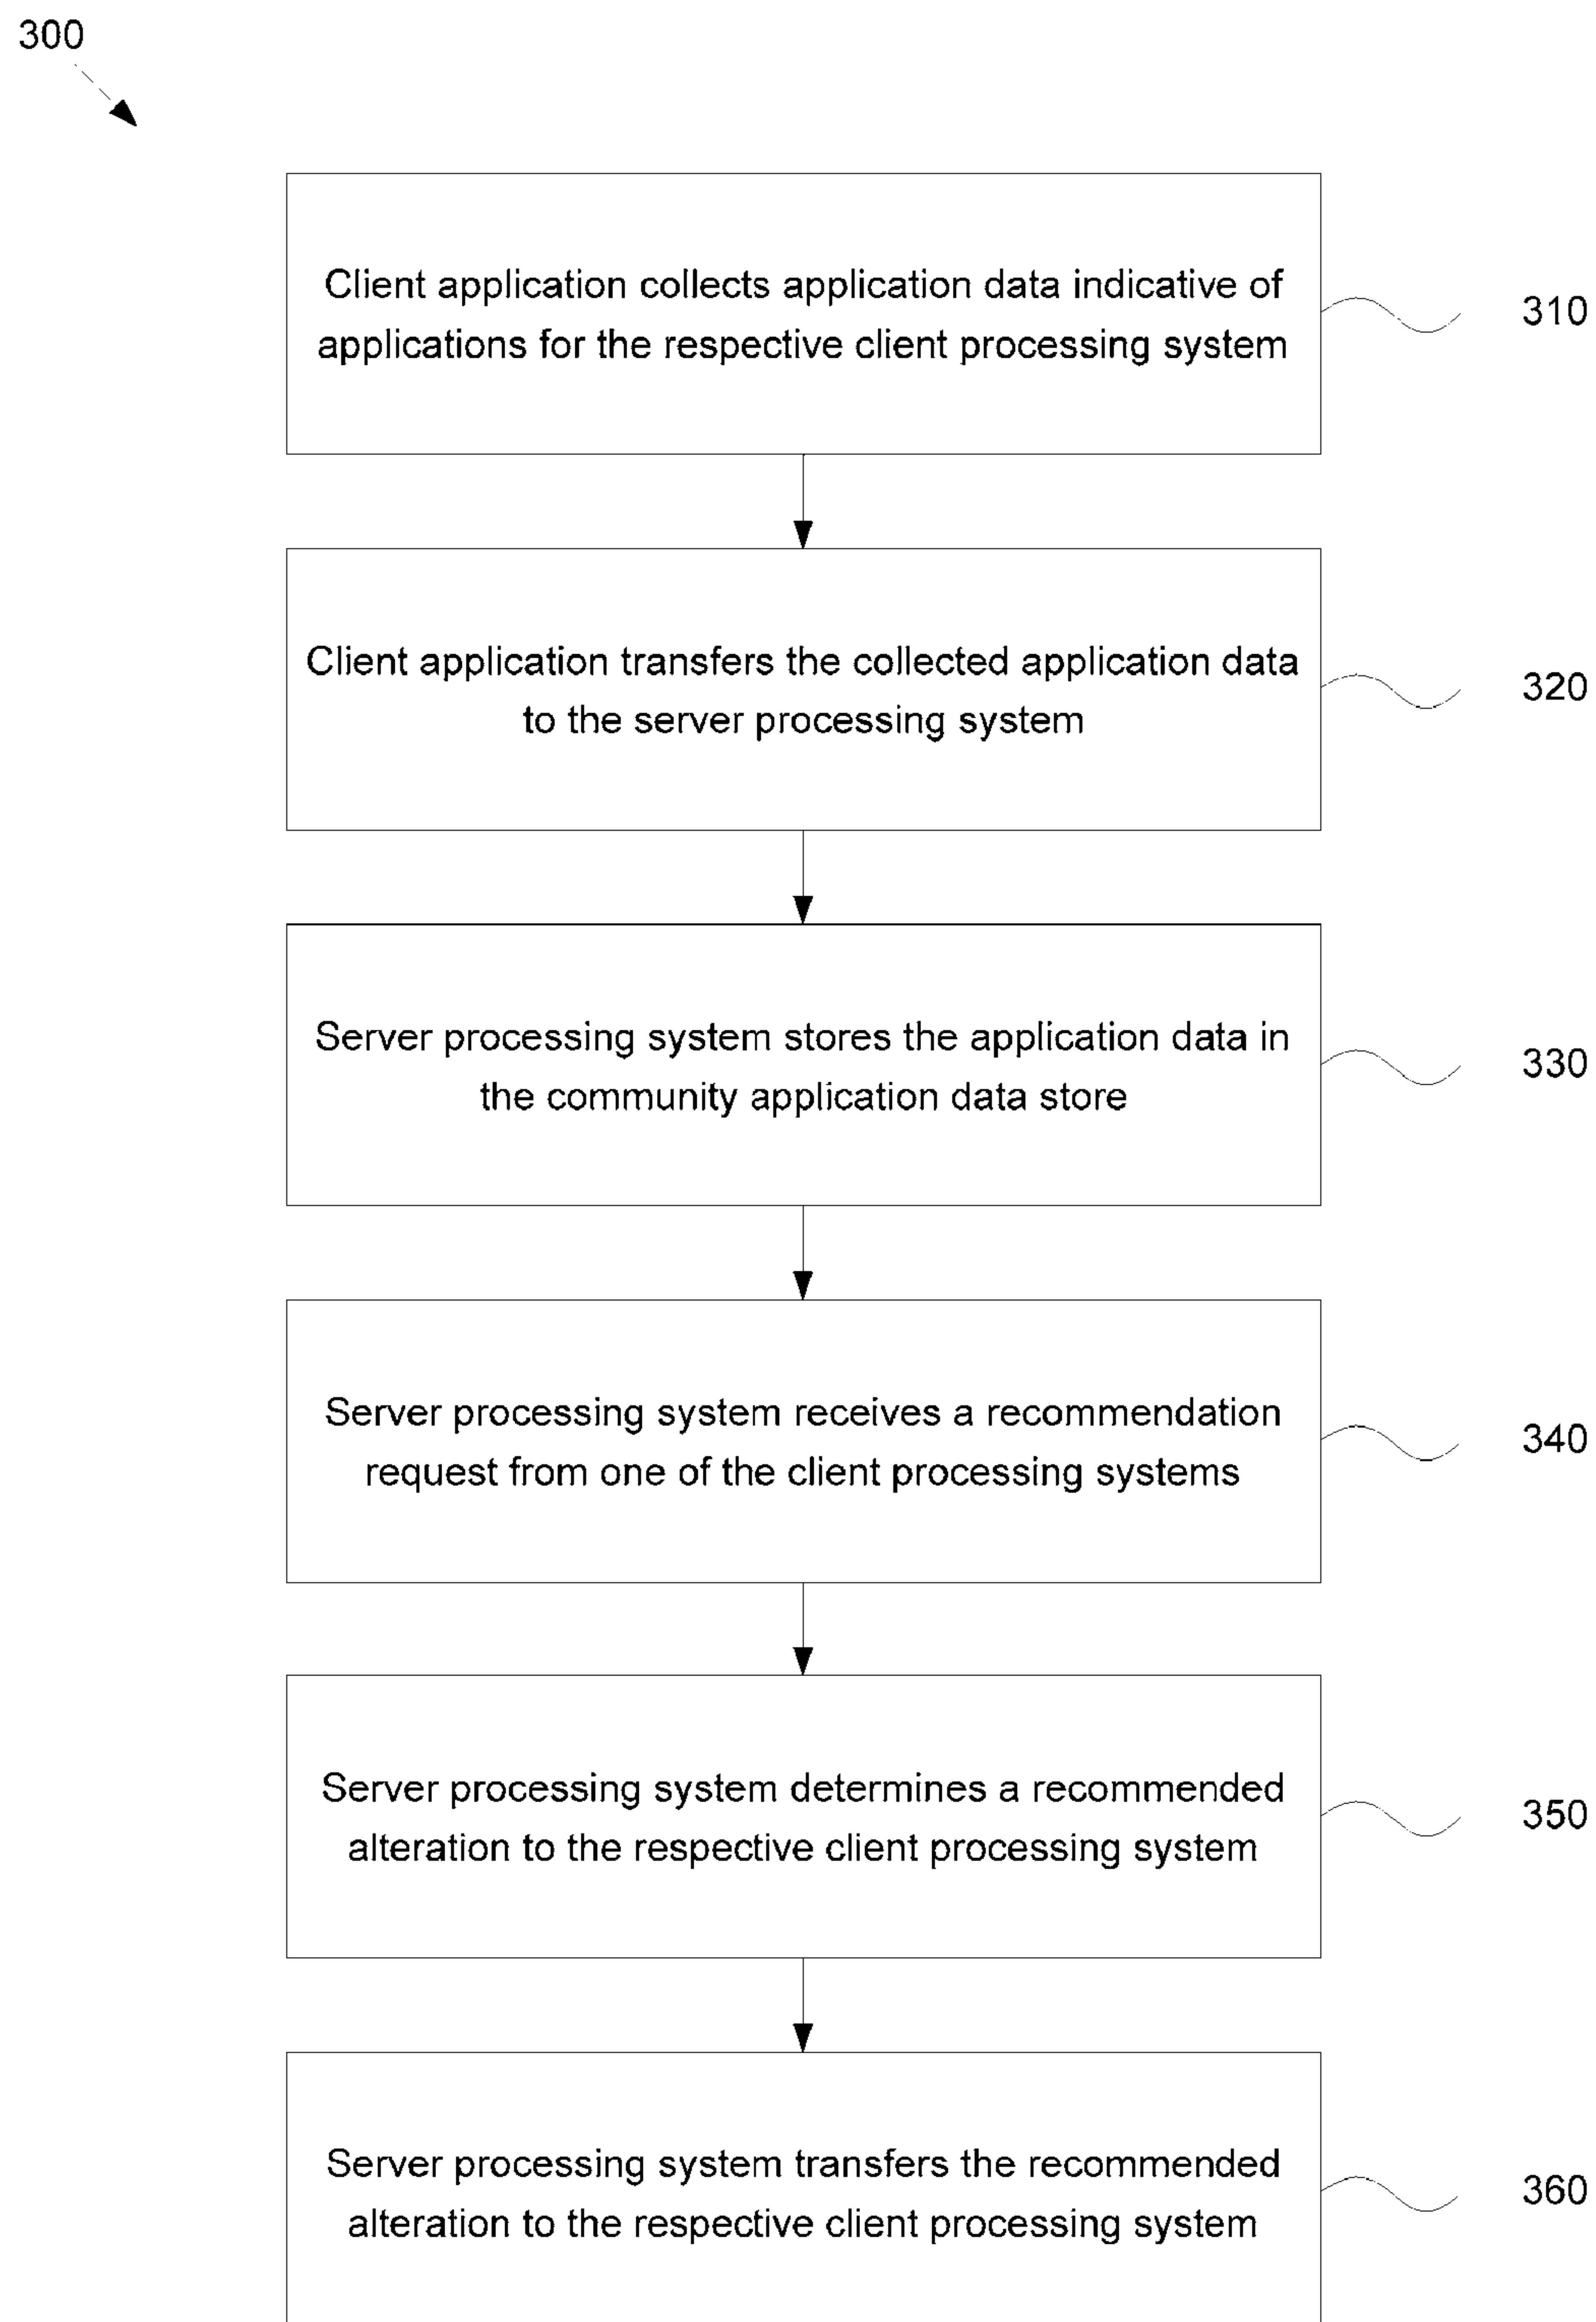 300
Client application collects application data indicative of
applications for the respective client processing system
310
Client application transfers the collected application data
to the server processing system
320
Server processing system stores the application data in
the community application data store
330
Server processing system receives a recommendation
request from one of the client processing systems
340
Server processing system determines a recommended
alteration to the respective client processing system
350
Server processing system transfers the recommended
alteration to the respective client processing system
360